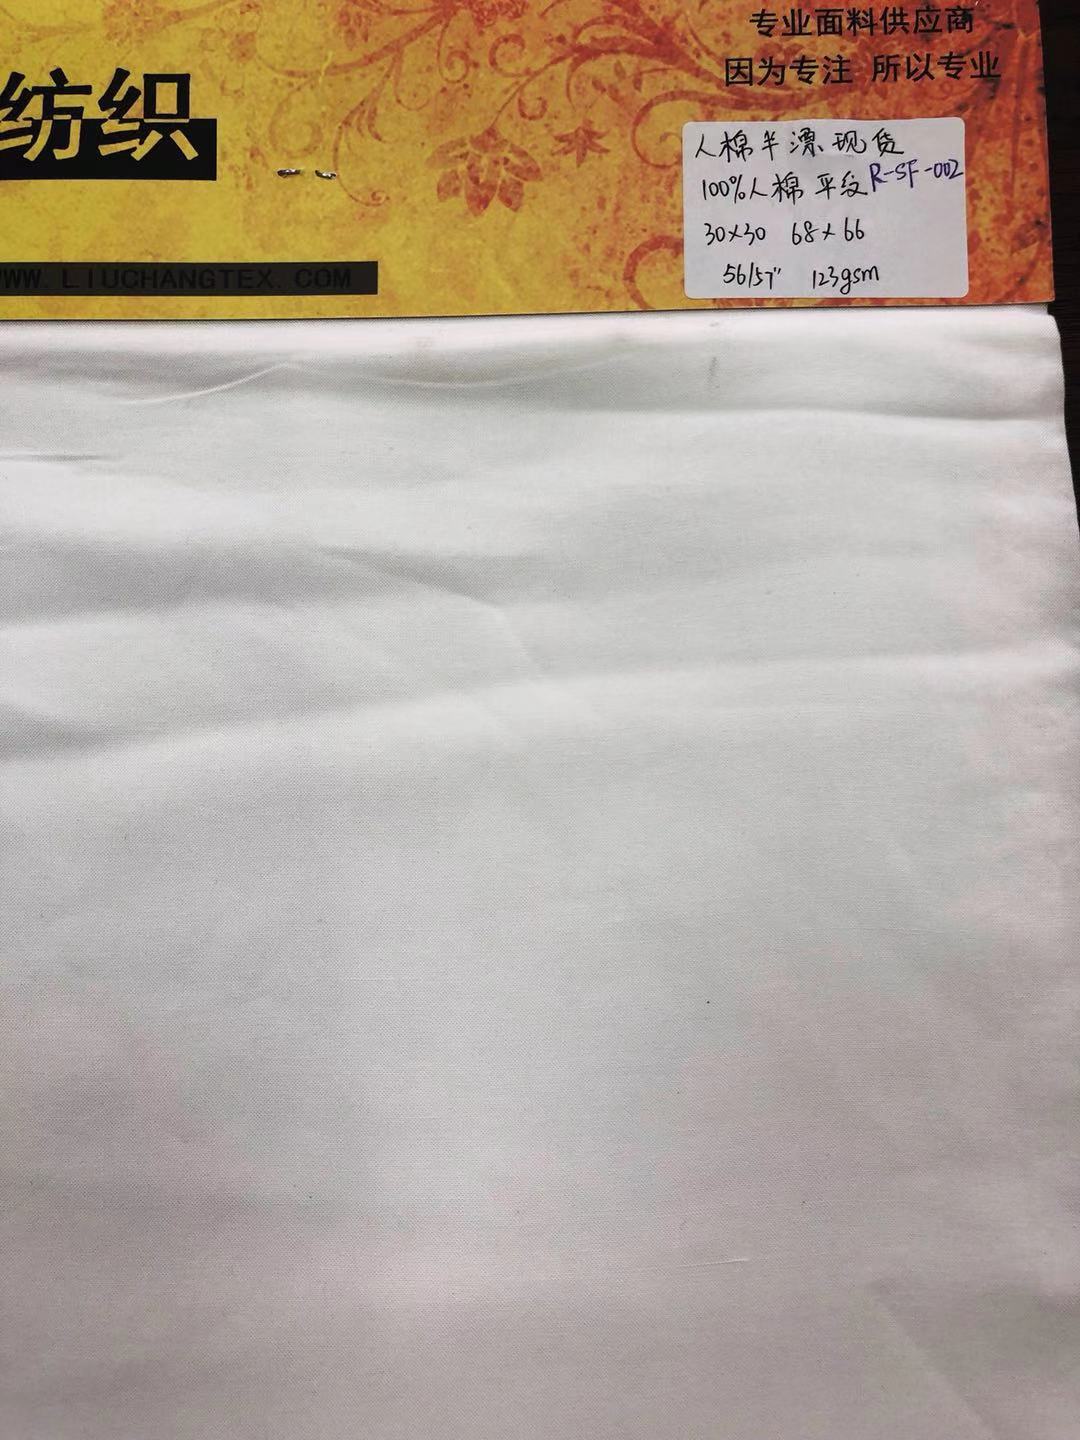 专业面料供应商
因为专注 所以专业
纺织
人棉半漂现货
100%人棉 平纹 R-SF-002
30×30 68×66
56/57" 123gsm
WWW.LIUCHANGTEX.COM